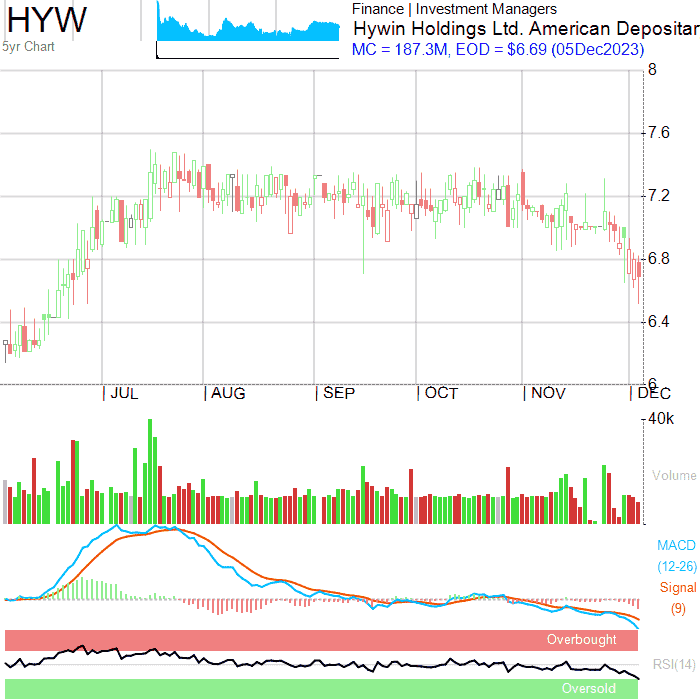 HYW
5yr Chart
Finance | Investment Managers
Hywin Holdings Ltd. American Depositar
MC = 187.3M, EOD = $6.69 (05Dec2023)
8
7.6
7.2
6.8
6.4
6
| JUL | AUG | SEP | OCT | NOV | DEC
40k
Volume
MACD
(12-26)
Signal
(9)
Overbought
RSI(14)
Oversold